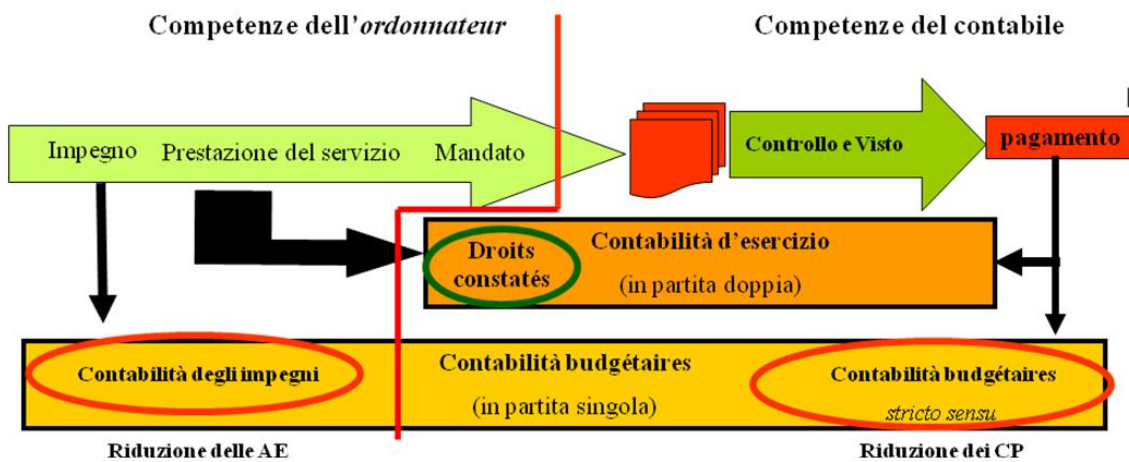 Competenze dell'ordonnateur
Competenze del contabile
Impegno
Prestazione del servizio
Mandato
Controllo e Visto
pagamento
Droits
constatés
Contabilità d'esercizio
(in partita doppia)
Contabilità degli impegni
Contabilità budgétaires
(in partita singola)
Contabilità budgétaires
stricto sensu
Riduzione delle AE
Riduzione dei CP